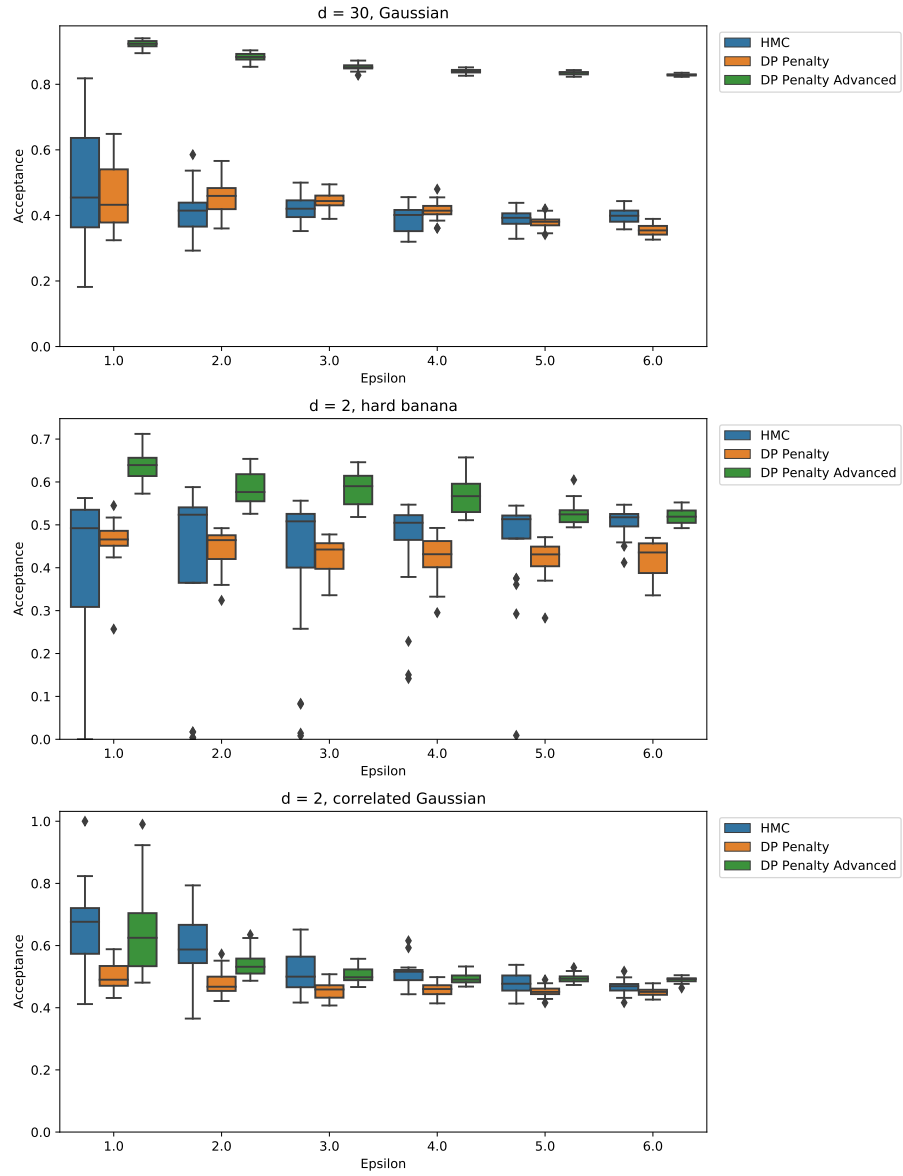 d = 30, Gaussian
HMC
DP Penalty
DP Penalty Advanced
Acceptance
0.8
0.6
0.4
0.2
0.0
1.0 2.0 3.0 4.0 5.0 6.0
Epsilon
d = 2, hard banana
HMC
DP Penalty
DP Penalty Advanced
Acceptance
0.7
0.6
0.5
0.4
0.3
0.2
0.1
0.0
1.0 2.0 3.0 4.0 5.0 6.0
Epsilon
d = 2, correlated Gaussian
HMC
DP Penalty
DP Penalty Advanced
Acceptance
1.0
0.8
0.6
0.4
0.2
0.0
1.0 2.0 3.0 4.0 5.0 6.0
Epsilon